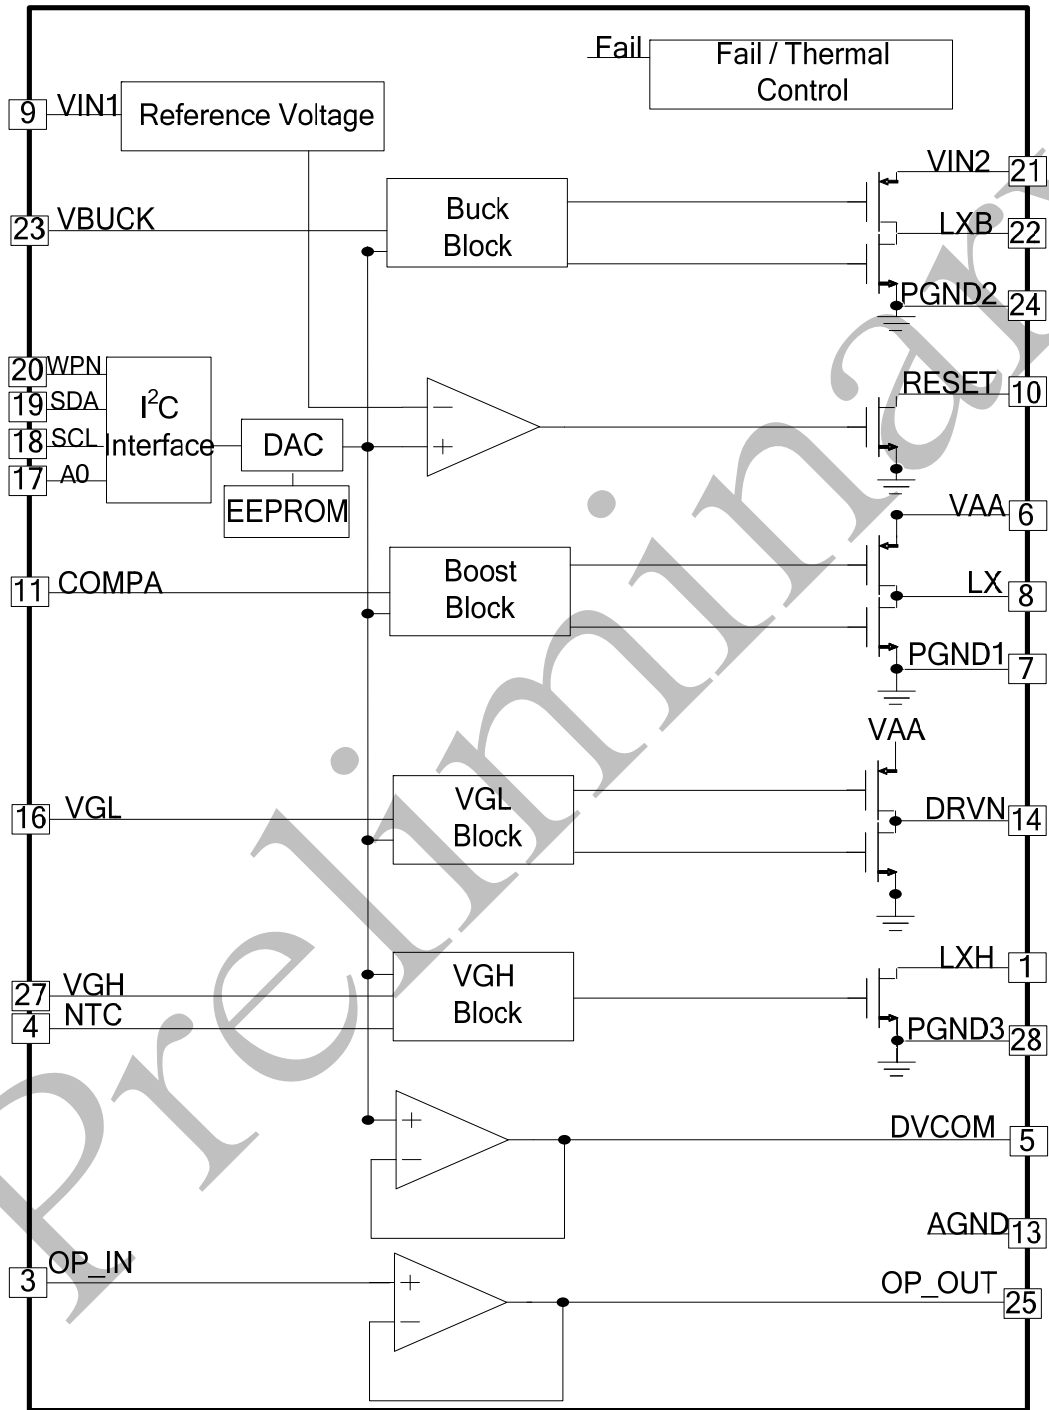 Fail
Fail / Thermal
Control
9 VIN1
Reference Voltage
VIN2 21
23 VBUCK
Buck
Block
LXB 22
PGND2 24
20 WPN
19 SDA
18 SCL
17 A0
I²C
Interface
DAC
EEPROM
−
+
RESET 10
VAA 6
11 COMPA
Boost
Block
LX 8
PGND1 7
VAA
16 VGL
VGL
Block
DRVN 14
27 VGH
4 NTC
VGH
Block
LXH 1
PGND3 28
+
−
DVCOM 5
AGND 13
3 OP_IN
+
−
OP_OUT 25
Preliminary